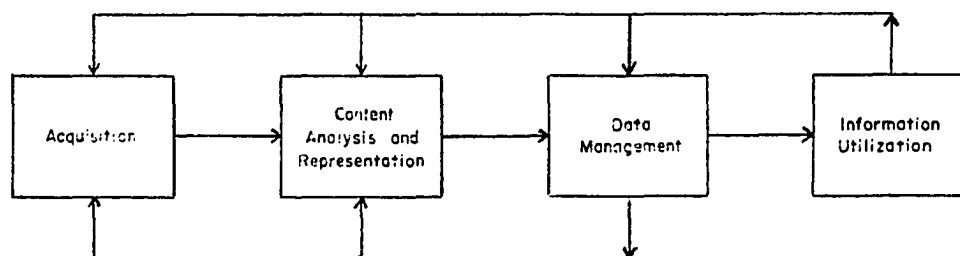 Acquisition
Content
Analysis and
Representation
Data
Management
Information
Utilization